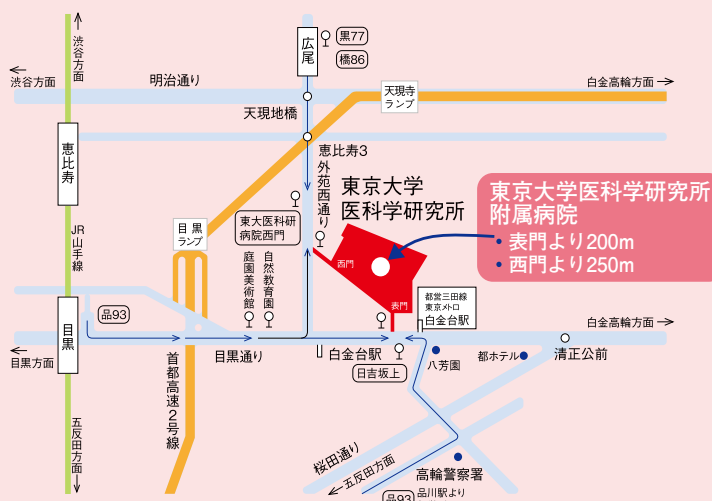 渋谷方面
渋谷方面
明治通り
広尾
黒77
橋86
天現寺
ランプ
白金高輪方面
天現地橋
恵比寿
恵比寿3
外苑西通り
東京大学
医科学研究所
東京大学医科学研究所
附属病院
・表門より200m
・西門より250m
JR
山手線
目黒
ランプ
東大医科研
病院西門
庭園美術館
自然教育園
西門
表門
都営三田線
東京メトロ
白金台駅
品93
目黒
目黒方面
目黒通り
白金台駅
日吉坂上
八芳園
都ホテル
清正公前
白金高輪方面
首都高速2号線
五反田方面
桜田通り
五反田方面
高輪警察署
品93
品川駅より